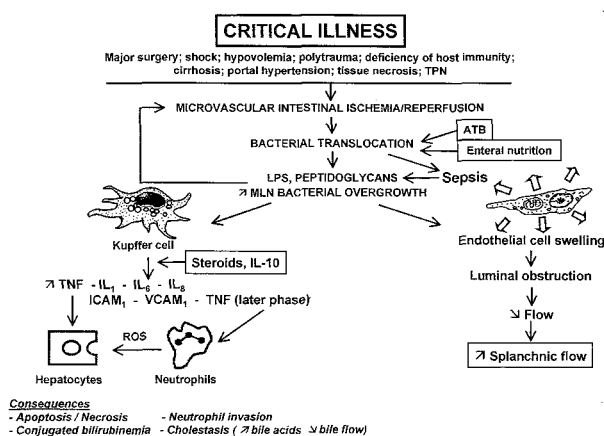 CRITICAL ILLNESS
Major surgery; shock; hypovolemia; polytrauma; deficiency of host immunity;
cirrhosis; portal hypertension; tissue necrosis; TPN
MICROVASCULAR INTESTINAL ISCHEMIA/REPERFUSION
BACTERIAL TRANSLOCATION
ATB
Enteral nutrition
LPS, PEPTIDOGLYCANS
↗ MLN BACTERIAL OVERGROWTH
Sepsis
Kupffer cell
Steroids, IL-10
↗ TNF - IL1 - IL6 - IL8
ICAM1 - VCAM1 - TNF (later phase)
ROS
Hepatocytes
Neutrophils
Endothelial cell swelling
Luminal obstruction
↘ Flow
↗ Splanchnic flow
Consequences
- Apoptosis / Necrosis - Neutrophil invasion
- Conjugated bilirubinemia - Cholestasis ( ↗ bile acids ↘ bile flow)